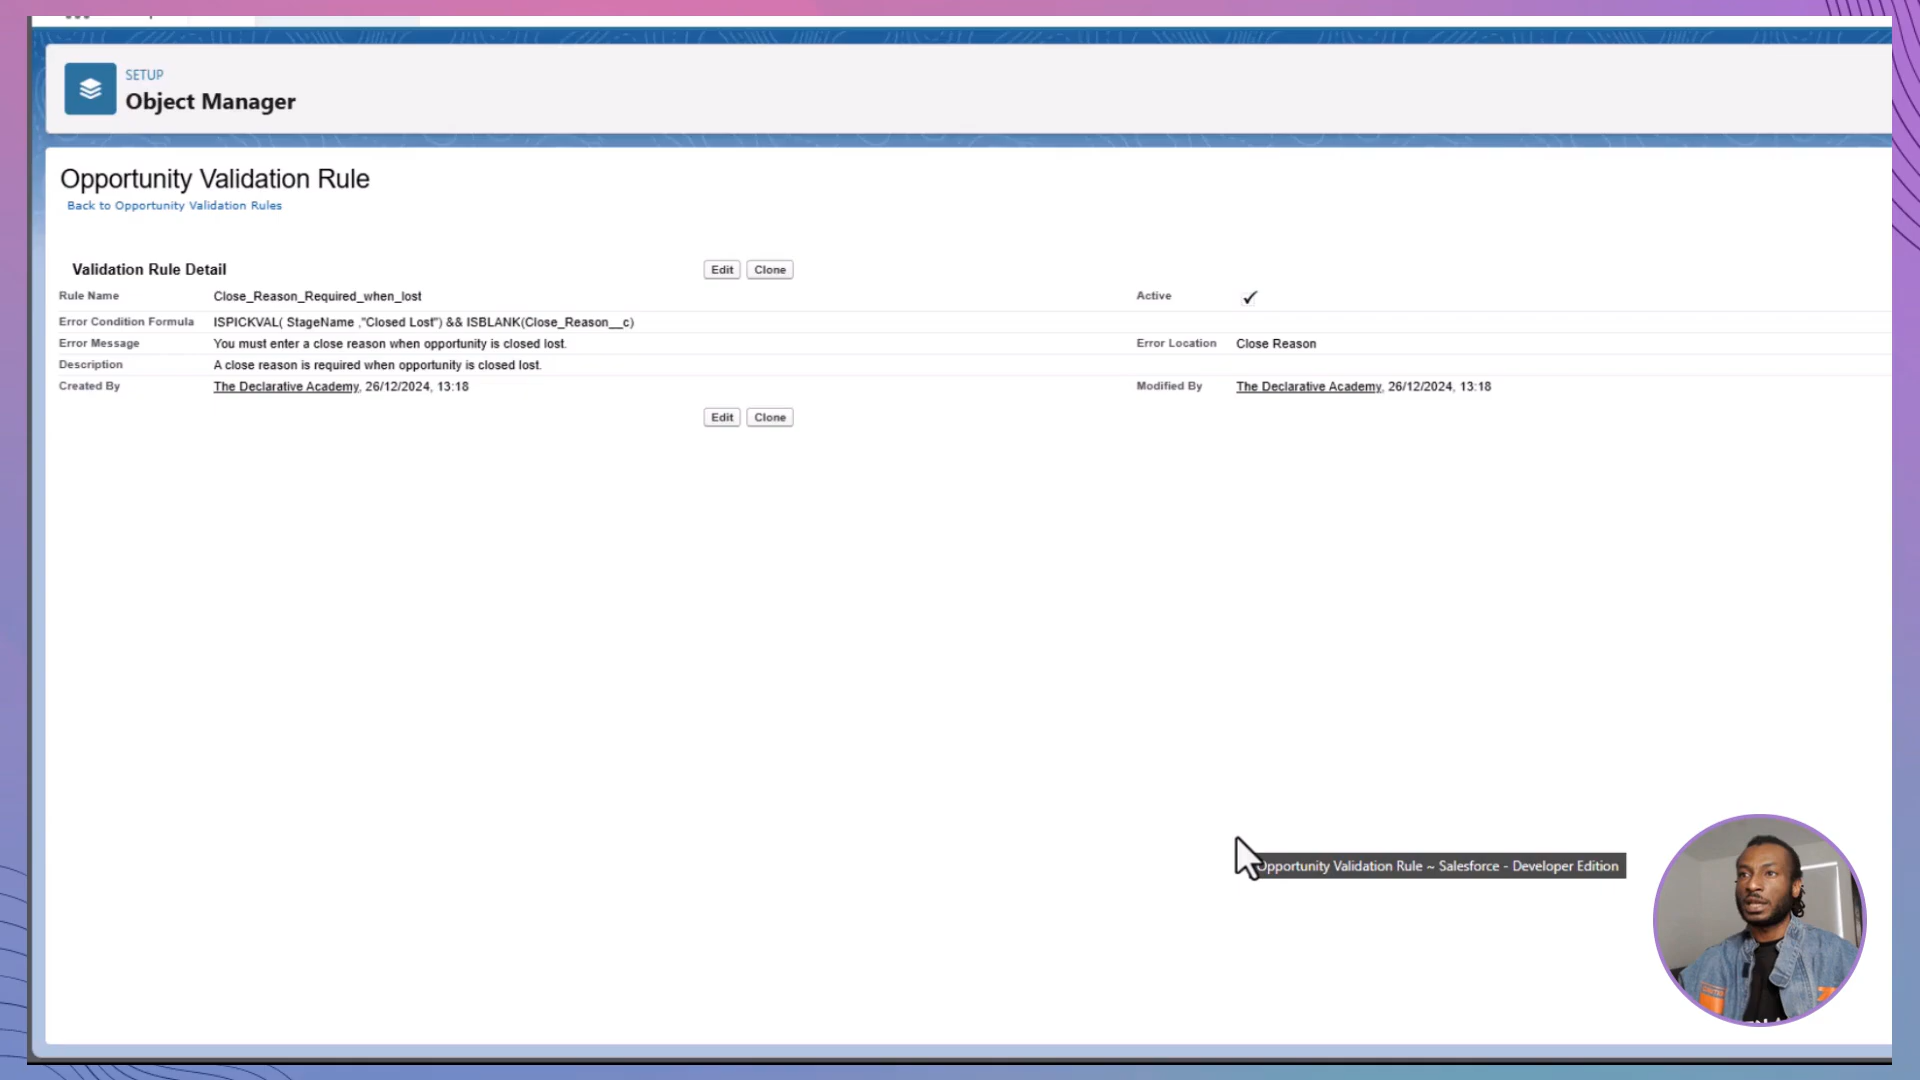 SETUP
Object Manager
Opportunity Validation Rule
Back to Opportunity Validation Rules
Validation Rule Detail
Edit
Clone
Rule Name
Close_Reason_Required_when_lost
Active
Error Condition Formula
ISPICKVAL( StageName ,"Closed Lost") && ISBLANK(Close_Reason__c)
Error Message
You must enter a close reason when opportunity is closed lost.
Error Location
Close Reason
Description
A close reason is required when opportunity is closed lost.
Created By
The Declarative Academy, 26/12/2024, 13:18
Modified By
The Declarative Academy, 26/12/2024, 13:18
Edit
Clone
Opportunity Validation Rule ~ Salesforce - Developer Edition